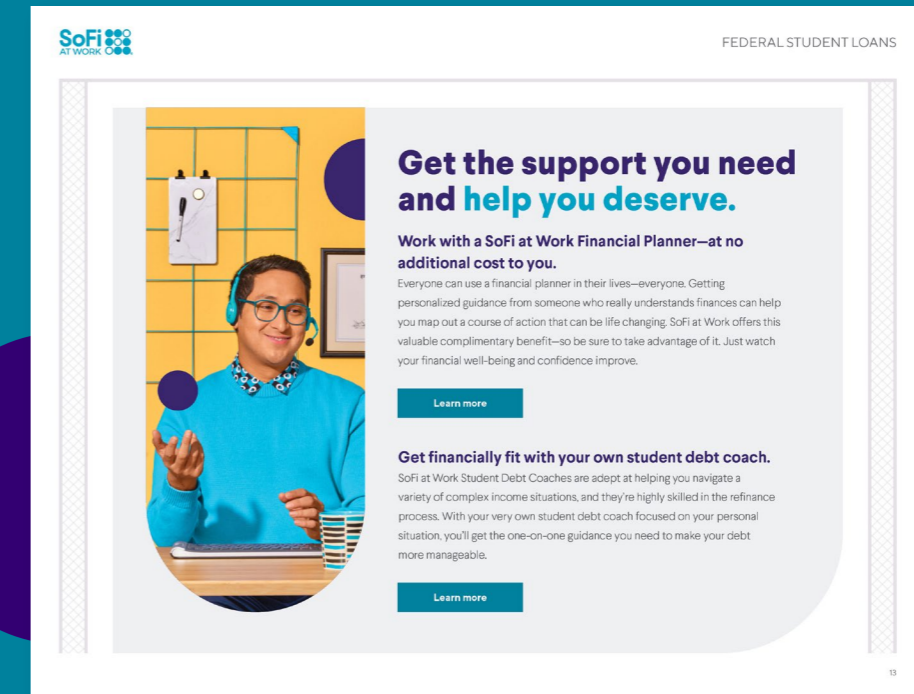 SoFi
AT WORK
FEDERAL STUDENT LOANS
Get the support you need
and help you deserve.
Work with a SoFi at Work Financial Planner—at no
additional cost to you.
Everyone can use a financial planner in their lives—everyone. Getting
personalized guidance from someone who really understands finances can help
you map out a course of action that can be life changing. SoFi at Work offers this
valuable complimentary benefit—so be sure to take advantage of it. Just watch
your financial well-being and confidence improve.
Learn more
Get financially fit with your own student debt coach.
SoFi at Work Student Debt Coaches are adept at helping you navigate a
variety of complex income situations, and they're highly skilled in the refinance
process. With your very own student debt coach focused on your personal
situation, you'll get the one-on-one guidance you need to make your debt
more manageable.
Learn more
13